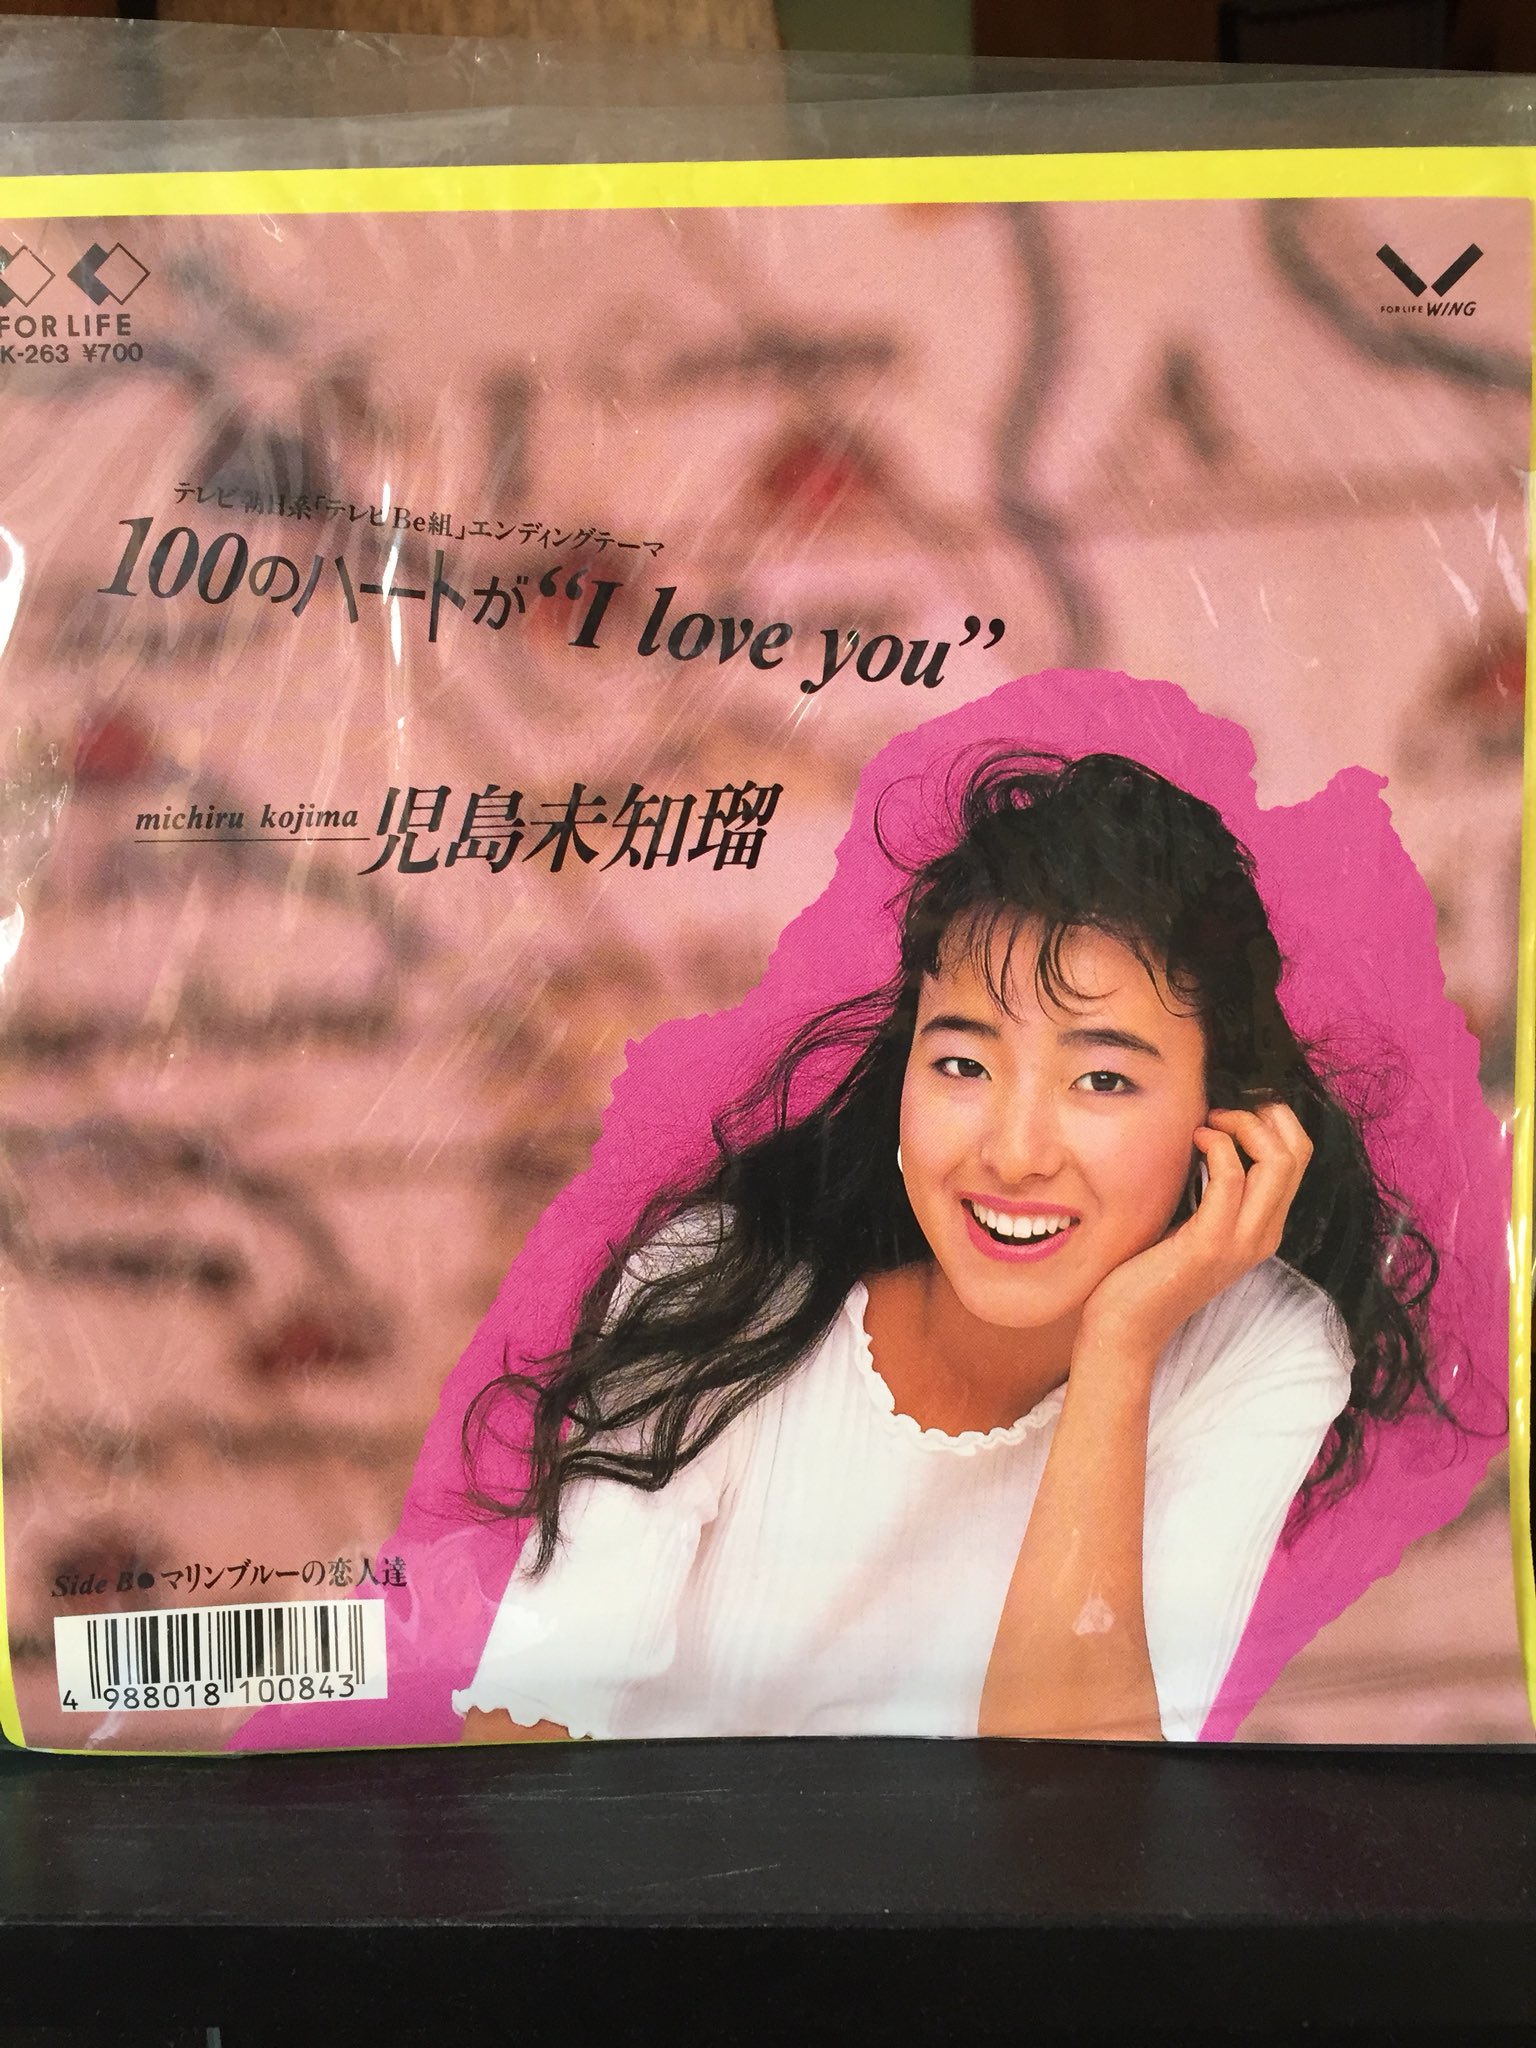 FOR LIFE
K-263 ¥700
FOR LIFE WING
テレビ朝日系「テレビBe組」エンディングテーマ
100のハートが“I love you”
michiru kojima 児島未知瑠
Side B●マリンブルーの恋人達
4 988018 100843